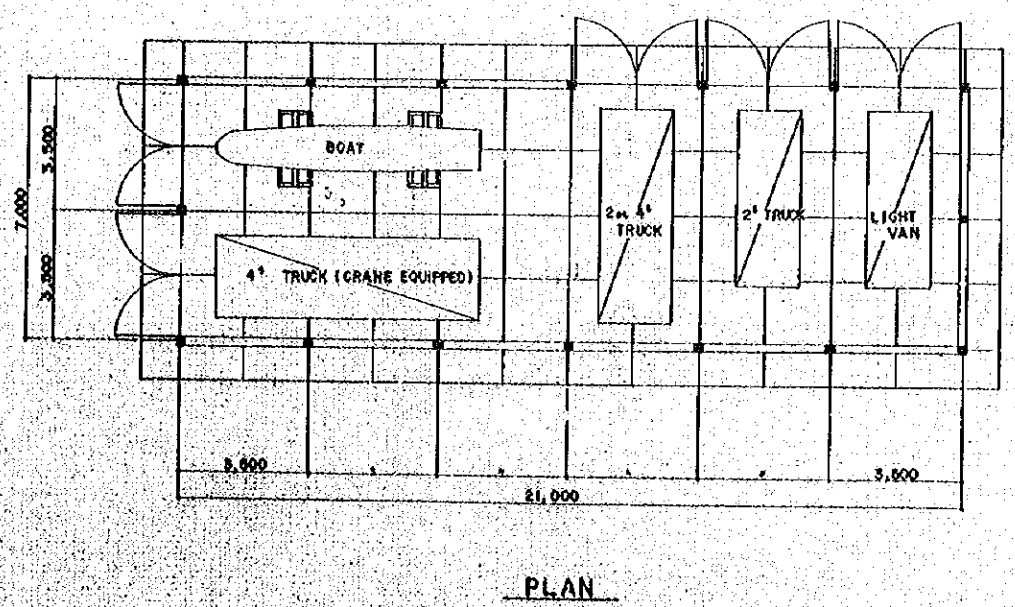 BOAT
4ᵗ TRUCK (CRANE EQUIPPED)
2 or 4ᵗ
TRUCK
2ᵗ TRUCK
LIGHT
VAN
3,500
7,000
3,500
3,500
3,500
21,000
PLAN